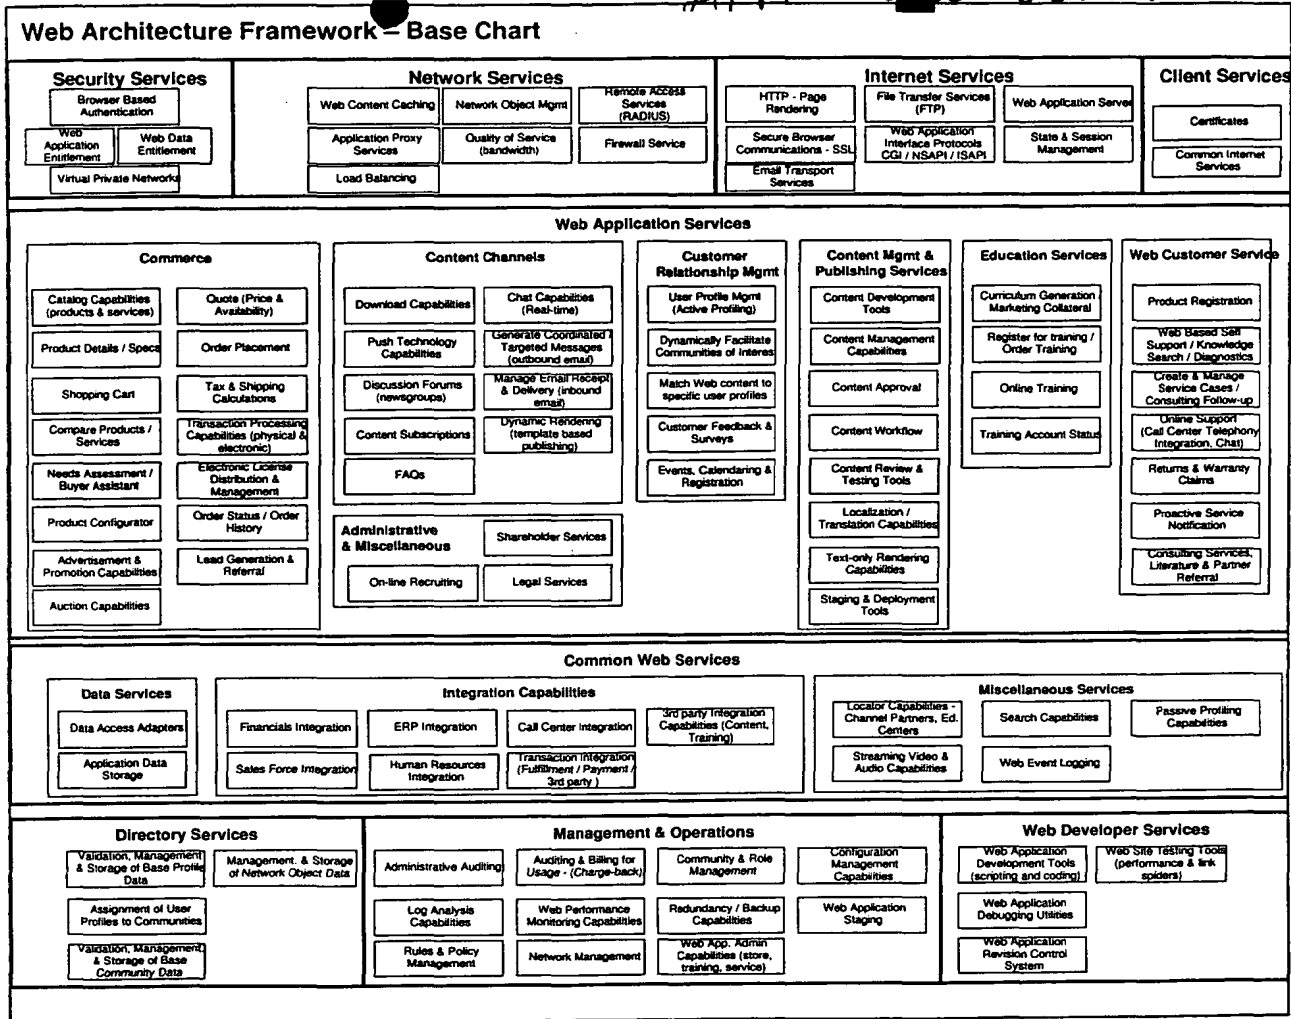 Web Architecture Framework – Base Chart
Security Services
Browser Based
Authentication
Web
Application
Entitlement
Web Data
Entitlement
Virtual Private Networks
Network Services
Web Content Caching
Network Object Mgmt
Remote Access
Services
(RADIUS)
Application Proxy
Services
Quality of Service
(bandwidth)
Firewall Service
Load Balancing
Internet Services
HTTP - Page
Rendering
File Transfer Services
(FTP)
Web Application Server
Secure Browser
Communications - SSL
Web Application
Interface Protocols
CGI / NSAPI / ISAPI
State & Session
Management
Email Transport
Services
Client Services
Certificates
Common Internet
Services
Web Application Services
Commerce
Catalog Capabilities
(products & services)
Quote (Price &
Availability)
Product Details / Specs
Order Placement
Shopping Cart
Tax & Shipping
Calculations
Compare Products /
Services
Transaction Processing
Capabilities (physical &
electronic)
Needs Assessment /
Buyer Assistant
Electronic License
Distribution &
Management
Product Configurator
Order Status / Order
History
Advertisement &
Promotion Capabilities
Lead Generation &
Referral
Auction Capabilities
Content Channels
Download Capabilities
Chat Capabilities
(Real-time)
Push Technology
Capabilities
Generate Coordinated /
Targeted Messages
(outbound email)
Discussion Forums
(newsgroups)
Manage Email Receipt
& Delivery (inbound
email)
Content Subscriptions
Dynamic Rendering
(template based
publishing)
FAQs
Administrative
& Miscellaneous
Shareholder Services
On-line Recruiting
Legal Services
Customer
Relationship Mgmt
User Profile Mgmt
(Active Profiling)
Dynamically Facilitate
Communities of Interes
Match Web content to
specific user profiles
Customer Feedback &
Surveys
Events, Calendaring &
Registration
Content Mgmt &
Publishing Services
Content Development
Tools
Content Management
Capabilities
Content Approval
Content Workflow
Content Review &
Testing Tools
Localization /
Translation Capabilities
Text-only Rendering
Capabilities
Staging & Deployment
Tools
Education Services
Curriculum Generation /
Marketing Collateral
Register for training /
Order Training
Online Training
Training Account Status
Web Customer Service
Product Registration
Web Based Self
Support / Knowledge
Search / Diagnostics
Create & Manage
Service Cases /
Consulting Follow-up
Online Support
(Call Center Telephony
Integration, Chat)
Returns & Warranty
Claims
Proactive Service
Notification
Consulting Services,
Literature & Partner
Referral
Common Web Services
Data Services
Data Access Adapters
Application Data
Storage
Integration Capabilities
Financials Integration
ERP Integration
Call Center Integration
3rd party Integration
Capabilities (Content,
Training)
Sales Force Integration
Human Resources
Integration
Transaction Integration
(Fulfillment / Payment /
3rd party )
Miscellaneous Services
Locator Capabilities -
Channel Partners, Ed.
Centers
Search Capabilities
Passive Profiling
Capabilities
Streaming Video &
Audio Capabilities
Web Event Logging
Directory Services
Validation, Management
& Storage of Base Profile
Data
Management. & Storage
of Network Object Data
Assignment of User
Profiles to Communities
Validation, Management,
& Storage of Base
Community Data
Management & Operations
Administrative Auditing
Auditing & Billing for
Usage - (Charge-back)
Community & Role
Management
Configuration
Management
Capabilities
Log Analysis
Capabilities
Web Performance
Monitoring Capabilities
Redundancy / Backup
Capabilities
Web Application
Staging
Rules & Policy
Management
Network Management
Web App. Admin
Capabilities (store,
training, service)
Web Developer Services
Web Application
Development Tools
(scripting and coding)
Web Site Testing Tools
(performance & link
spiders)
Web Application
Debugging Utilities
Web Application
Revision Control
System